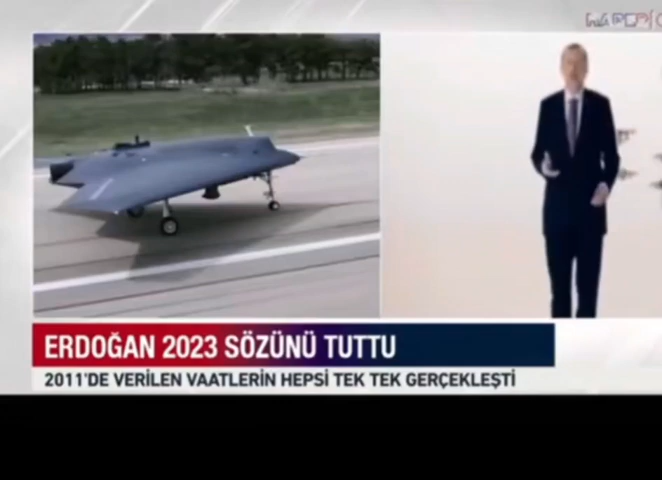 ERDOĞAN 2023 SÖZÜNÜ TUTTU
2011'DE VERİLEN VAATLERİN HEPSİ TEK TEK GERÇEKLEŞTİ